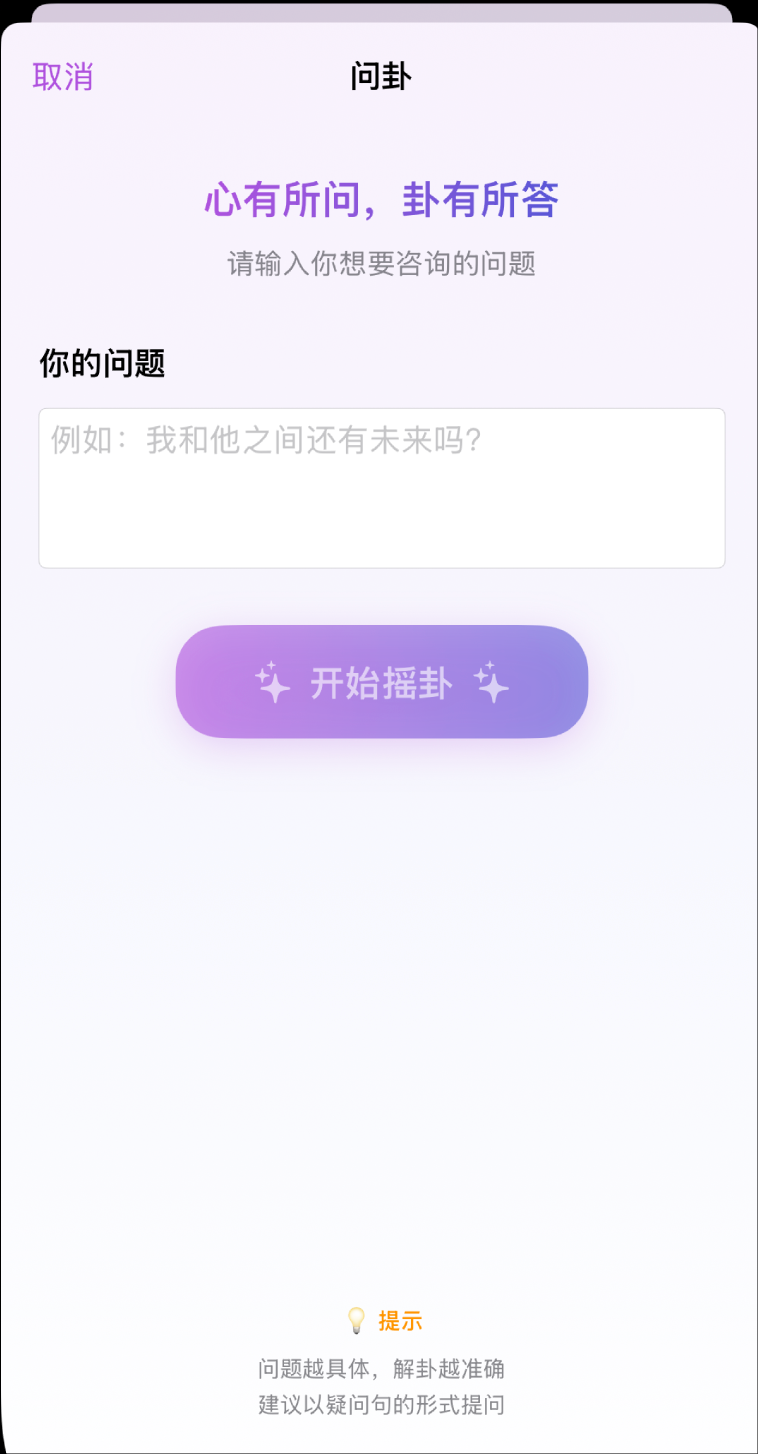 取消
问卦
心有所问，卦有所答
请输入你想要咨询的问题
你的问题
例如：我和他之间还有未来吗?
开始摇卦
提示
问题越具体，解卦越准确
建议以疑问句的形式提问